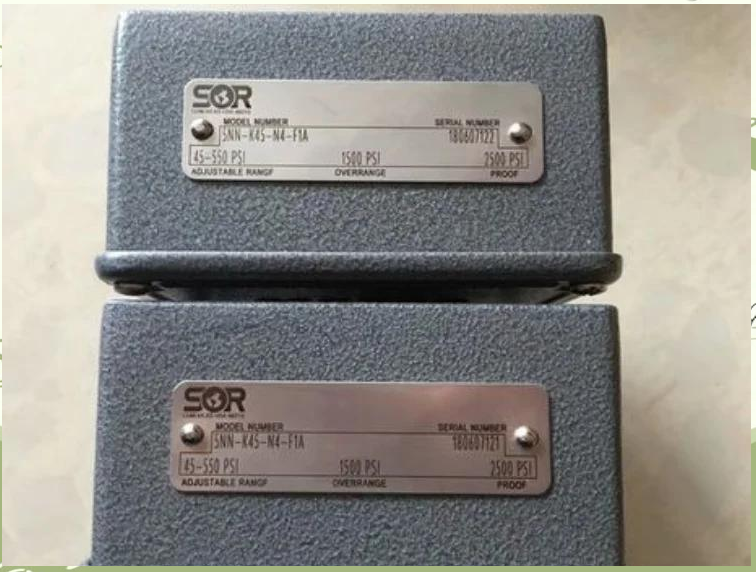 SOR
MODEL NUMBER SERIAL NUMBER
5NN-K45-N4-F1A 180607122
45-550 PSI 1500 PSI 2500 PSI
ADJUSTABLE RANGE OVERRANGE PROOF
SOR
MODEL NUMBER SERIAL NUMBER
5NN-K45-N4-F1A 180607121
45-550 PSI 1500 PSI 2500 PSI
ADJUSTABLE RANGE OVERRANGE PROOF